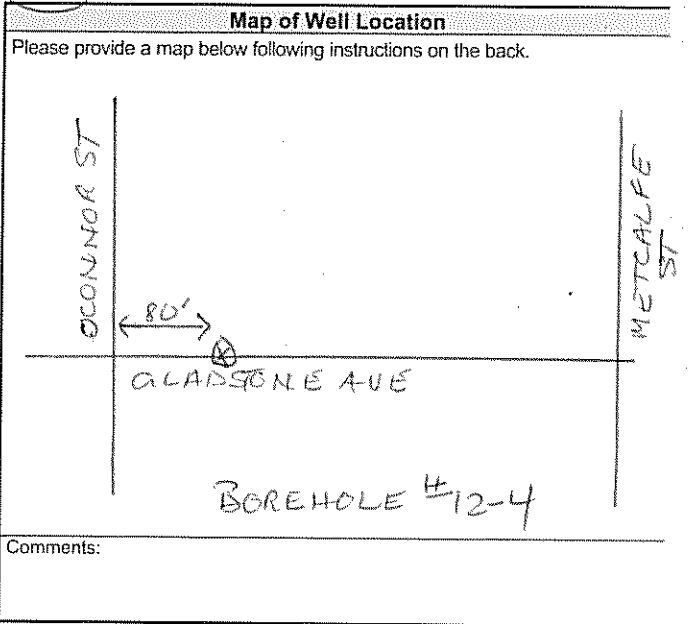 Map of Well Location
Please provide a map below following instructions on the back.
OCONNOR ST
METCALFE
ST
80'
GLADSTONE AVE
BOREHOLE #12-4
Comments: